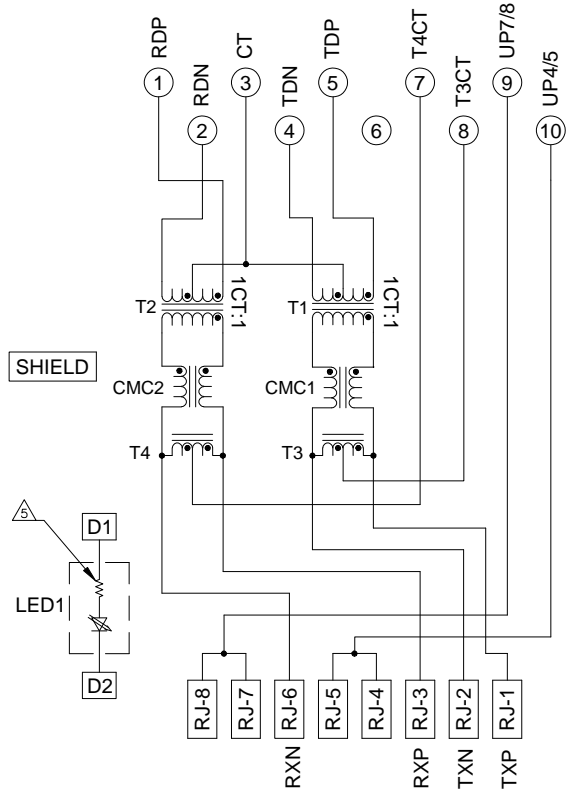 RDP
RDN
CT
TDN
TDP
T4CT
T3CT
UP7/8
UP4/5
1
2
3
4
5
6
7
8
9
10
T2
1CT:1
T1
1CT:1
SHIELD
CMC2
CMC1
T4
T3
5
D1
LED1
D2
RJ-8
RJ-7
RJ-6
RJ-5
RJ-4
RJ-3
RJ-2
RJ-1
RXN
RXP
TXN
TXP